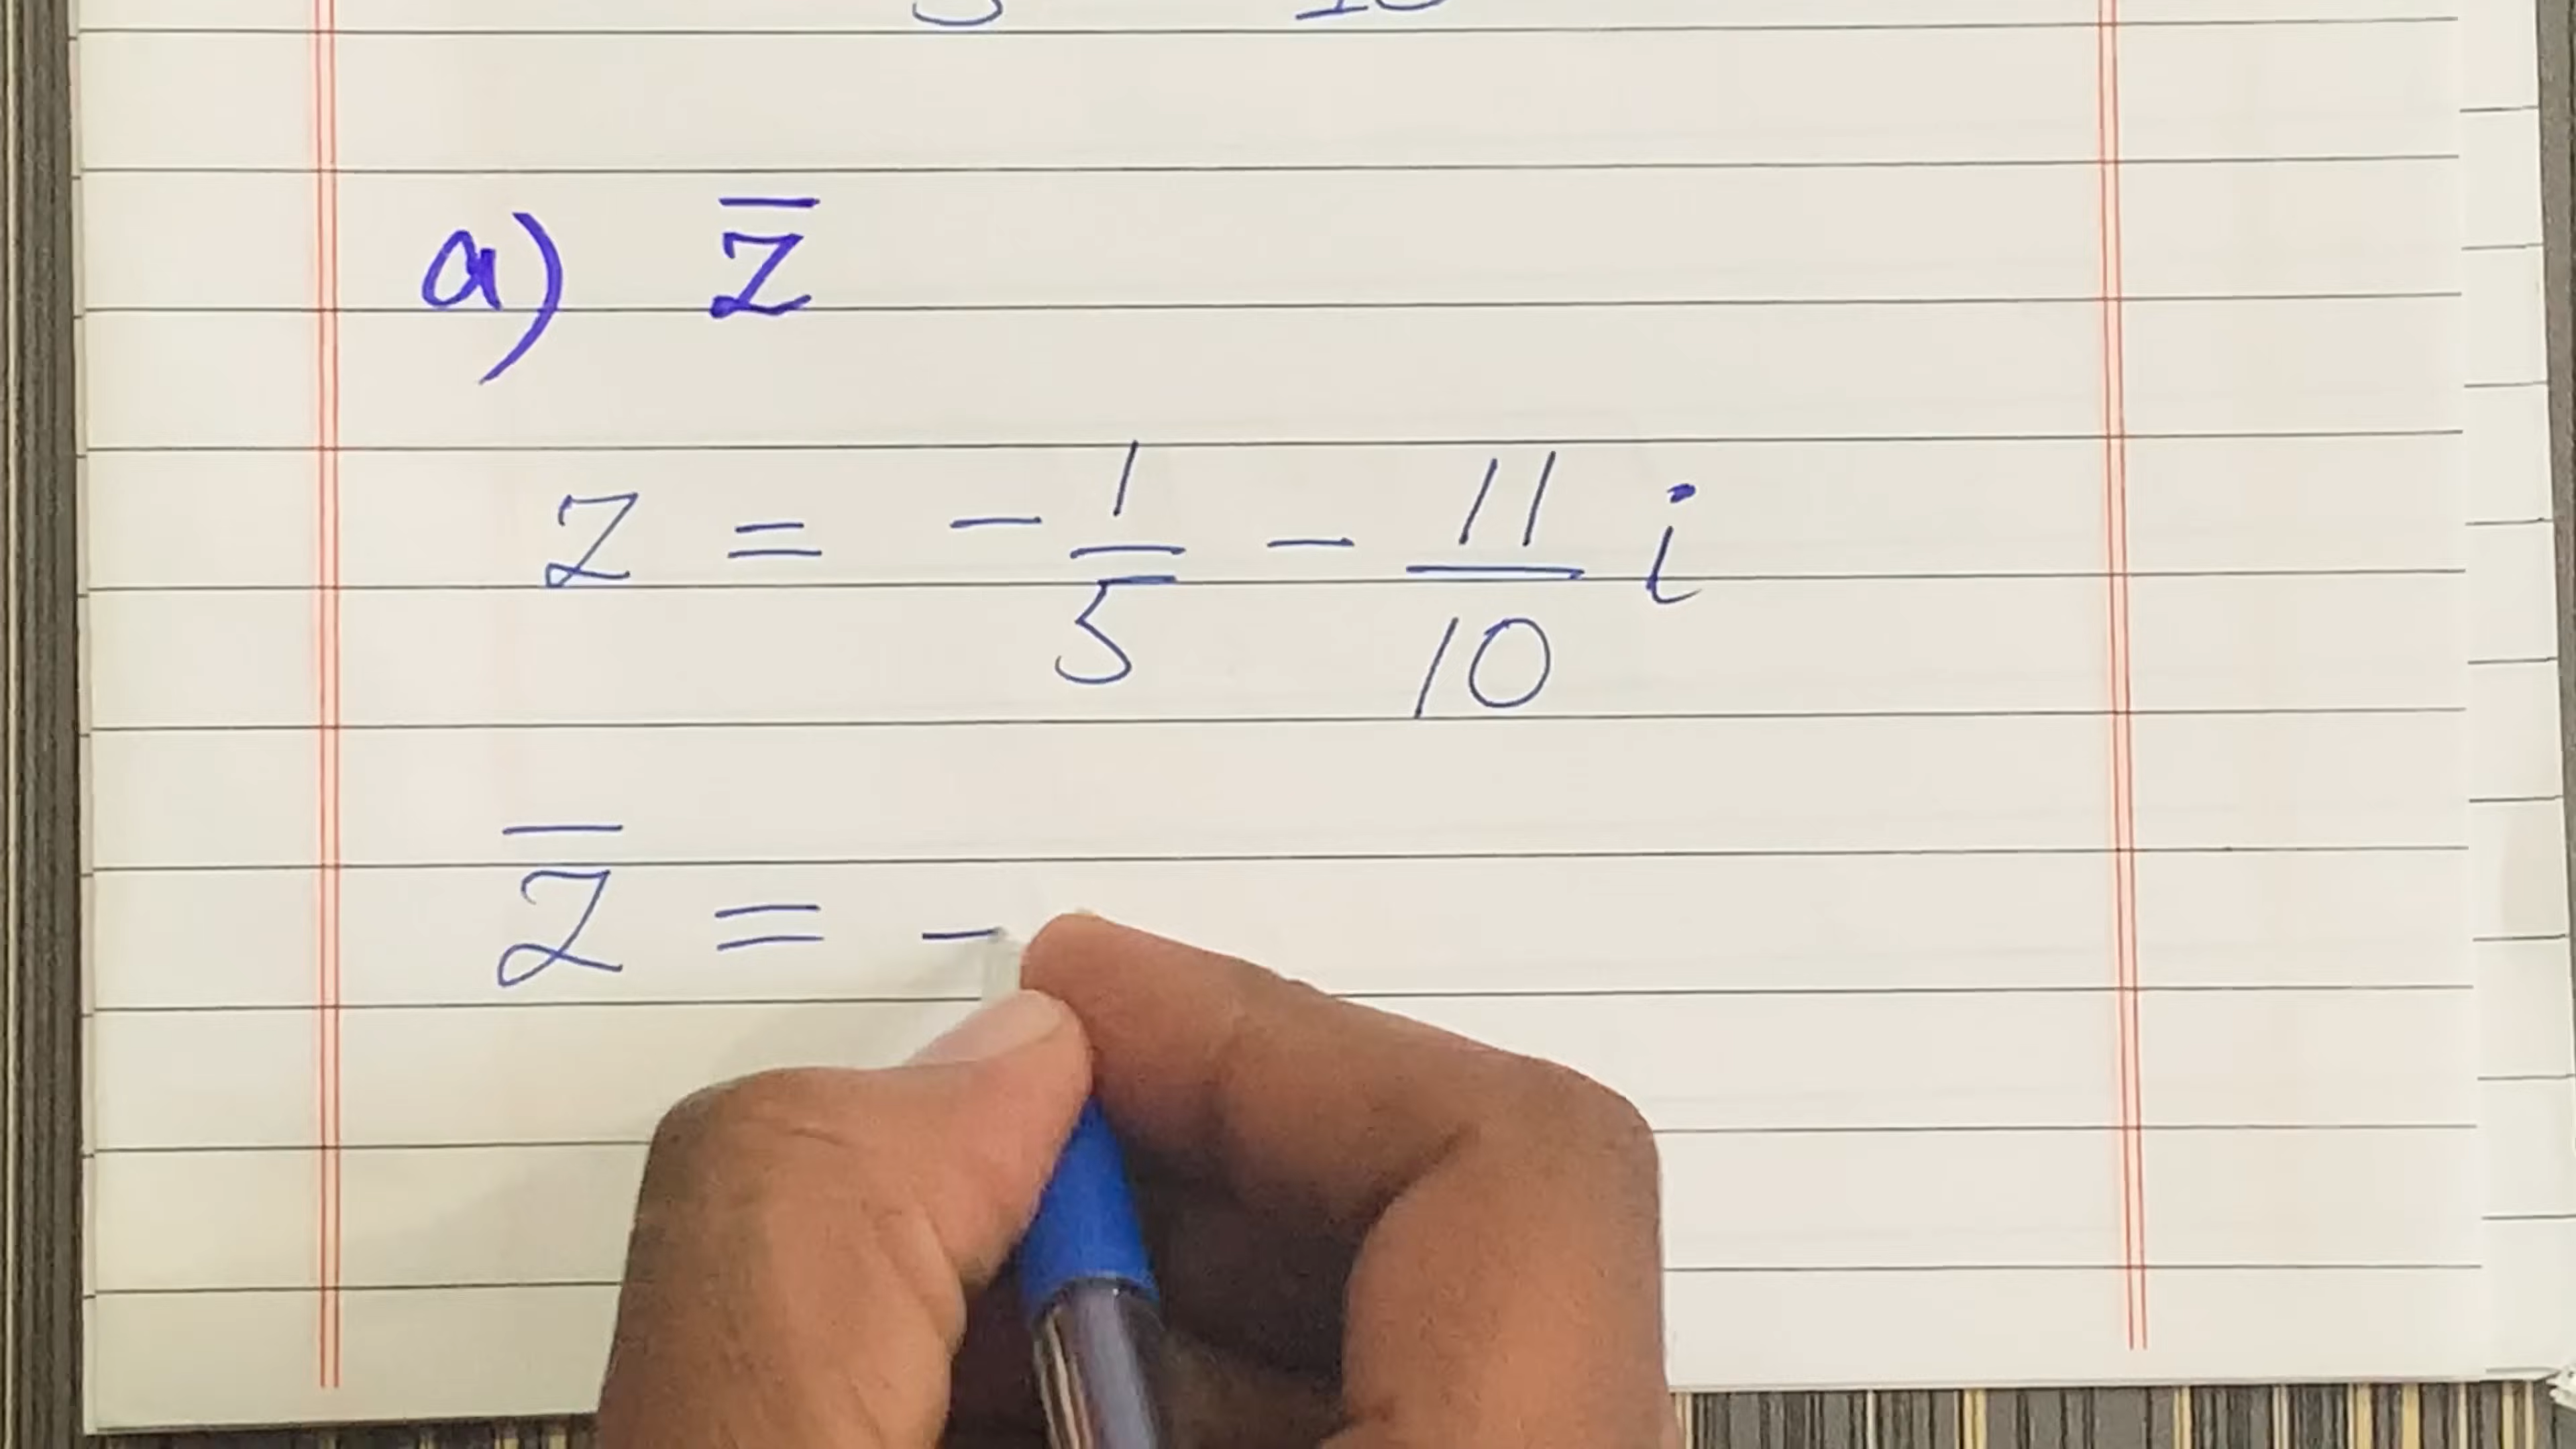 a) z̅
z = - 1/5 - 11/10 i
z̅ = -